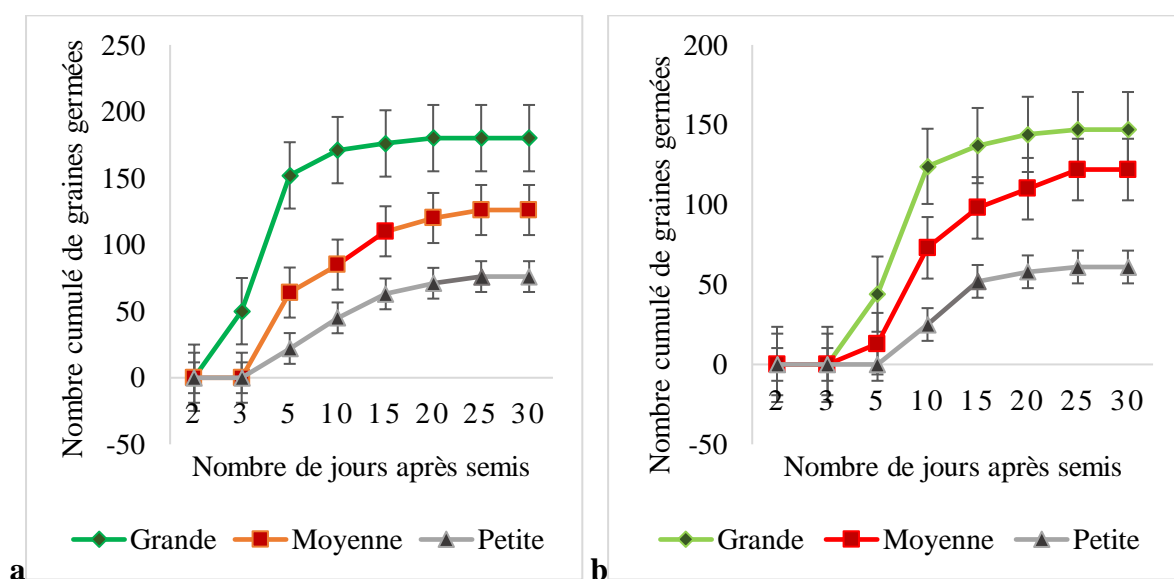 Nombre cumulé de graines germées
250
200
150
100
50
0
-50
2 3 5 10 15 20 25 30
Nombre de jours après semis
Grande Moyenne Petite
a
Nombre cumulé de graines germées
200
150
100
50
0
-50
2 3 5 10 15 20 25 30
Nombre de jours après semis
Grande Moyenne Petite
b